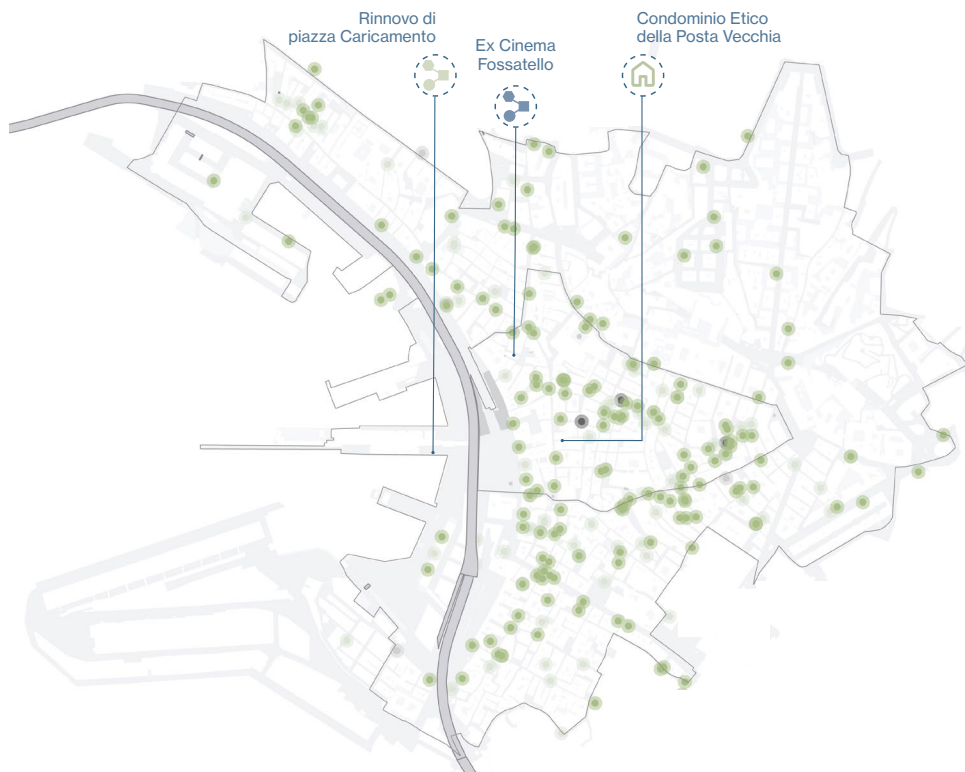 Rinnovo di
piazza Caricamento
Ex Cinema
Fossatello
Condominio Etico
della Posta Vecchia